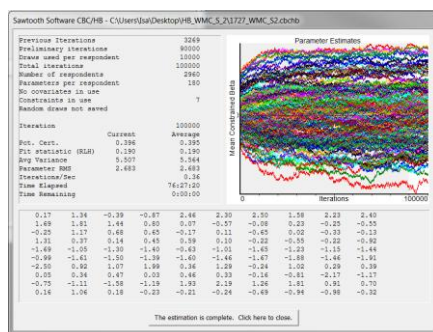 Sawtooth Software CBC/HB - C:\Users\Isa\Desktop\HB_WMC_S_2\1727_WMC_S2.cbchb
Previous Iterations 3269
Preliminary iterations 90000
Draws used per respondent 10000
Total iterations 100000
Number of respondents 2960
Parameters per respondent 180
No covariates in use
Constraints in use 7
Random draws not saved
Iteration 100000
Current Average
Pct. Cert. 0.396 0.395
Fit statistic (RLH) 0.190 0.190
Avg Variance 5.507 5.564
Parameter RMS 2.683 2.683
Iterations/Sec 0.36
Time Elapsed 76:27:20
Time Remaining 0:00:00
Parameter Estimates
Mean Constrained Beta
0 Iterations 100000
0.17 1.34 -0.39 -0.87 2.46 2.30 2.50 1.58 2.23 2.40
1.69 1.81 1.44 0.80 0.07 -0.57 -0.08 0.23 -0.25 -0.55
-0.25 1.17 0.68 0.65 -0.17 0.11 -0.65 0.02 -0.33 -0.13
1.31 0.37 0.14 0.45 0.59 0.10 -0.22 -0.55 -0.22 -0.92
-1.69 -1.05 -1.30 -1.40 -0.63 -1.01 -1.65 -1.23 -1.15 -1.44
-0.99 -1.61 -1.50 -1.39 -1.60 -1.46 -1.67 -1.88 -1.46 -1.91
-2.50 0.92 1.07 1.99 0.36 1.29 -0.24 1.02 0.29 0.39
0.05 0.34 0.47 0.03 0.46 0.33 -0.16 -0.81 -2.17 -1.17
-0.75 -1.11 -1.58 -1.19 1.93 2.19 1.26 1.81 0.91 0.70
0.16 1.06 0.18 -0.23 -0.21 -0.24 -0.69 -0.94 -0.98 -0.32
The estimation is complete. Click here to close.